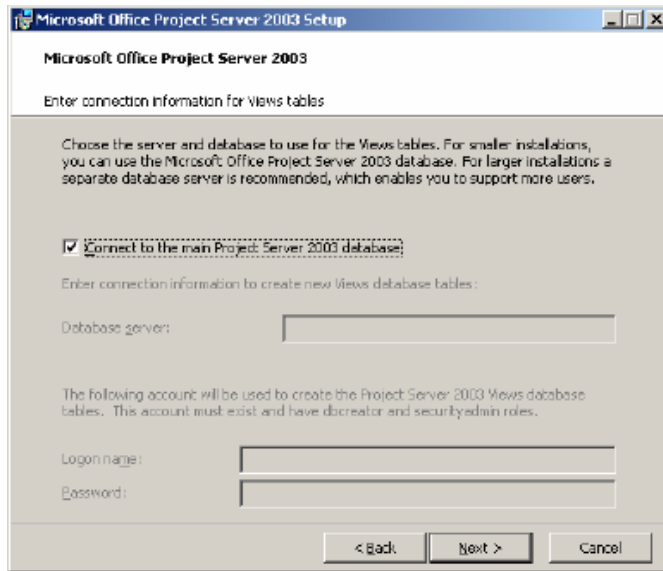 Microsoft Office Project Server 2003 Setup
Microsoft Office Project Server 2003
Enter connection information for Views tables
Choose the server and database to use for the Views tables. For smaller installations,
you can use the Microsoft Office Project Server 2003 database. For larger installations a
separate database server is recommended, which enables you to support more users.
Connect to the main Project Server 2003 database
Enter connection information to create new Views database tables:
Database server:
The following account will be used to create the Project Server 2003 Views database
tables. This account must exist and have dbcreator and securityadmin roles.
Logon name:
Password:
< Back
Next >
Cancel